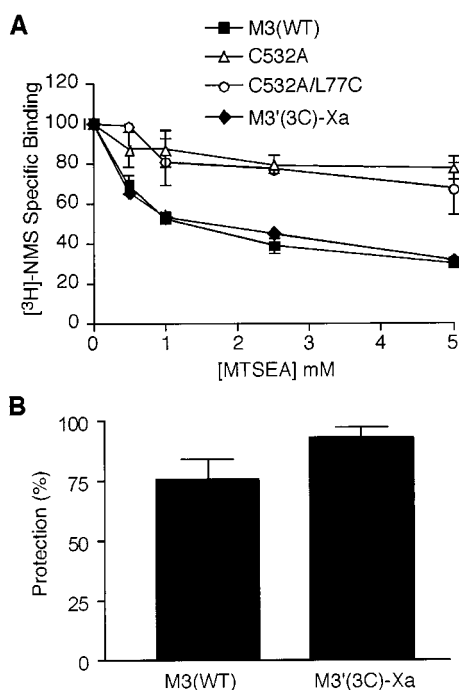 A
M3(WT)
C532A
C532A/L77C
M3'(3C)-Xa
[³H]-NMS Specific Binding
120
100
80
60
40
20
0
0 1 2 3 4 5
[MTSEA] mM
B
Protection (%)
100
75
50
25
0
M3(WT) M3'(3C)-Xa